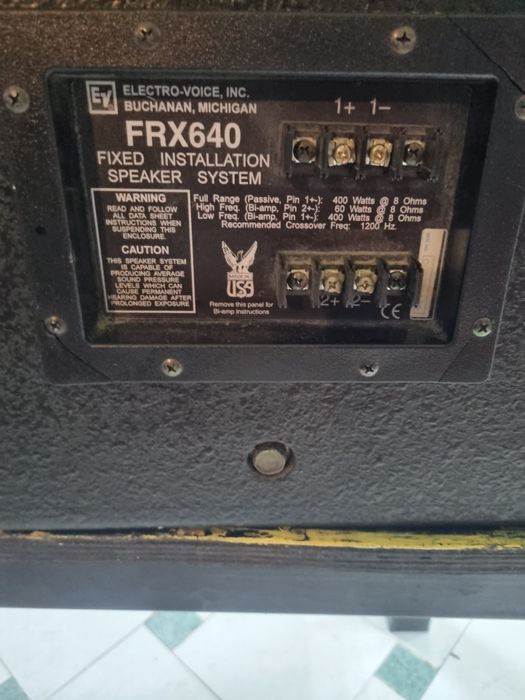 EV ELECTRO-VOICE, INC.
BUCHANAN, MICHIGAN
FRX640
FIXED INSTALLATION
SPEAKER SYSTEM
1+ 1-
WARNING
READ AND FOLLOW
ALL DATA SHEET
INSTRUCTIONS WHEN
SUSPENDING THIS
ENCLOSURE.
CAUTION
THIS SPEAKER SYSTEM
IS CAPABLE OF
PRODUCING AVERAGE
SOUND PRESSURE
LEVELS WHICH CAN
CAUSE PERMANENT
HEARING DAMAGE AFTER
PROLONGED EXPOSURE
Full Range (Passive, Pin 1+-): 400 Watts @ 8 Ohms
High Freq. (Bi-amp, Pin 2+-): 60 Watts @ 8 Ohms
Low Freq. (Bi-amp, Pin 1+-): 400 Watts @ 8 Ohms
Recommended Crossover Freq: 1200 Hz.
USA
Remove this panel for
Bi-amp instructions
2+ 2-
CE